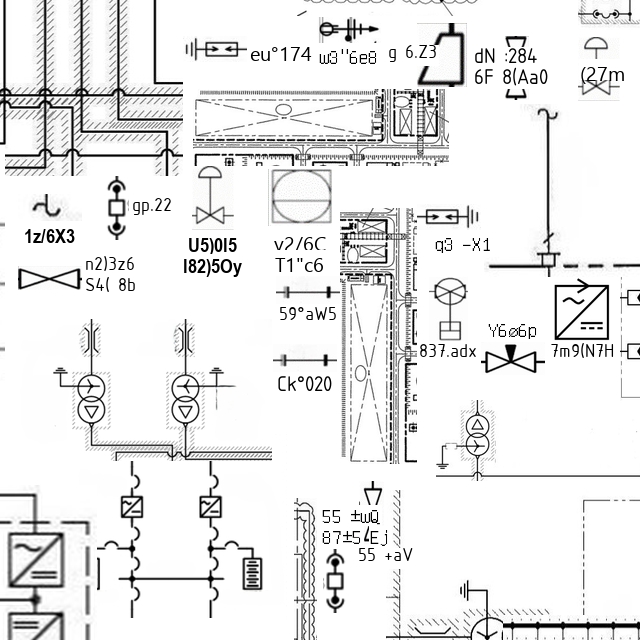 eu°174
w3"6e8
g 6.Z3
dN :284
6F 8(Aa0
(27m
gp.22
1z/6X3
U5)0I5
I82)5Oy
v2/6C
T1"c6
q3 -X1
n2)3z6
S4( 8b
59°aW5
Y6ø6p
837.adx
7m9(N7H
Ck°020
55 ±wQ
87±5 Ej
55 +aV